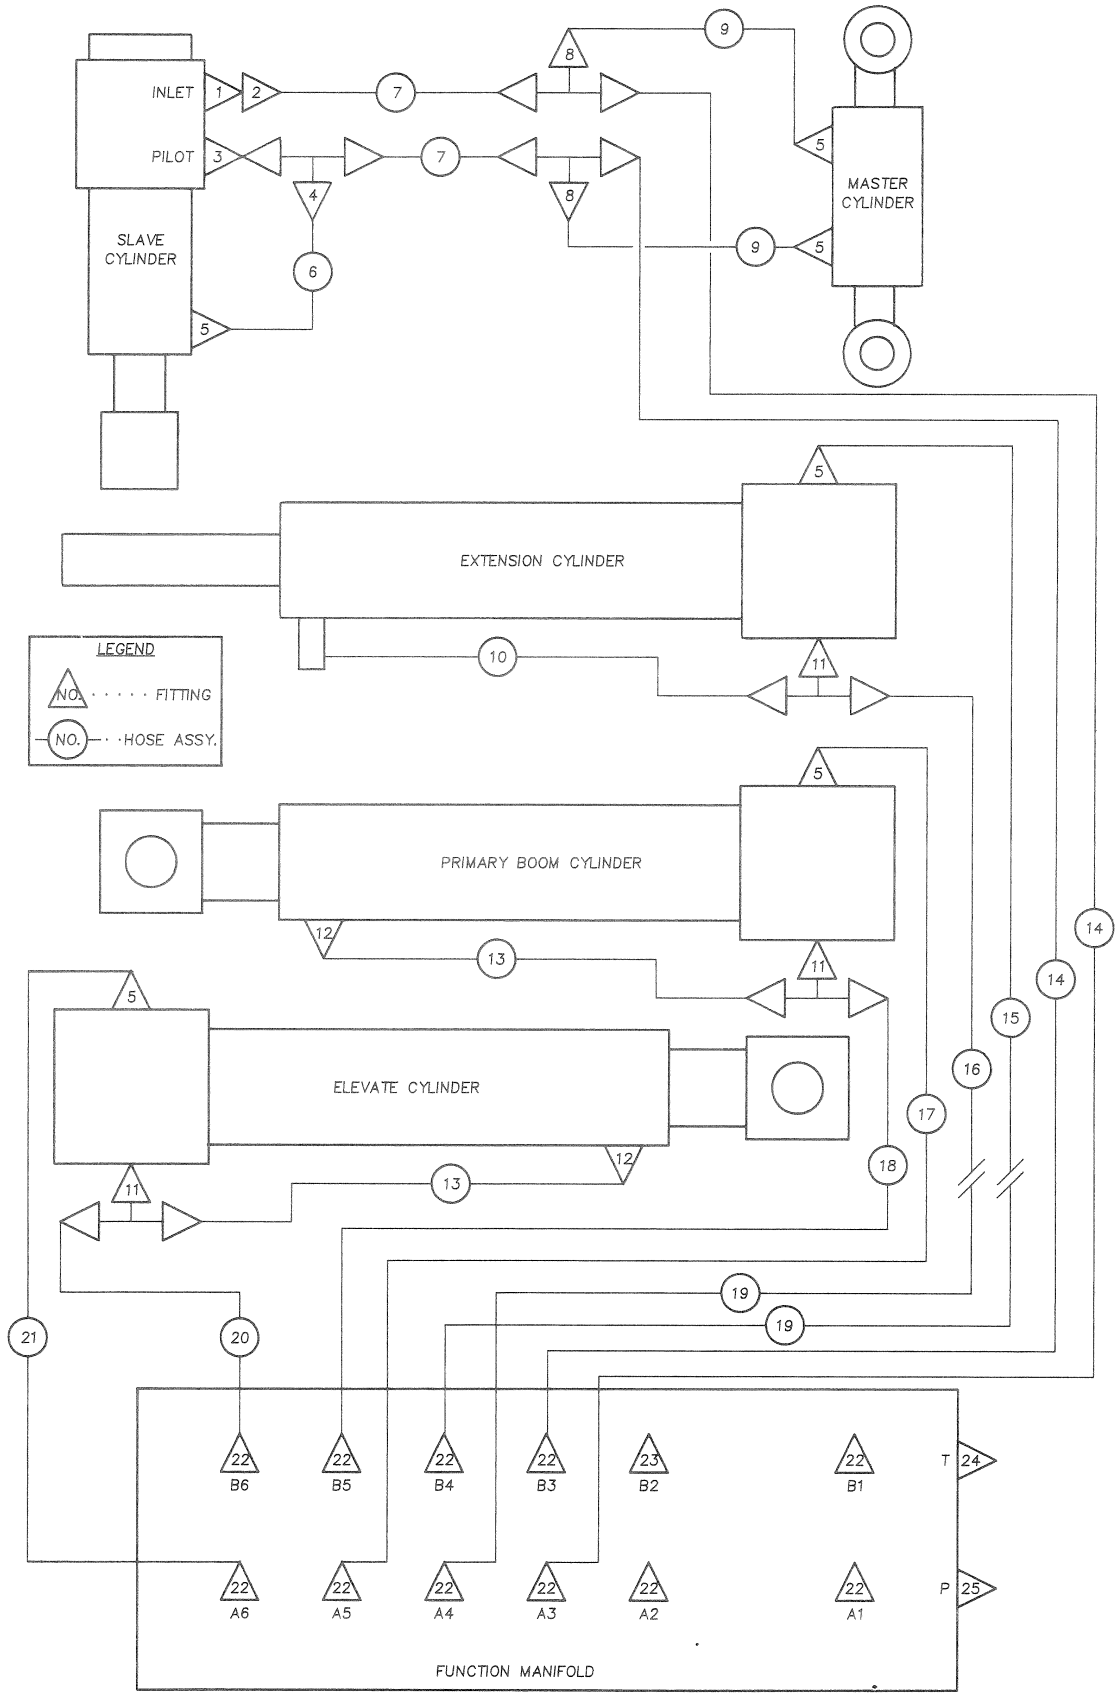 9
8
INLET 1 2 7
5
PILOT 3 7
4 8
MASTER
CYLINDER
SLAVE
CYLINDER
9 5
6
5
5
EXTENSION CYLINDER
LEGEND
10
11
NO. ······ FITTING
NO. ··HOSE ASSY.
5
PRIMARY BOOM CYLINDER
12
13
11
14
14
5
15
16
ELEVATE CYLINDER
17
12
18
11
13
19
19
21
20
22 22 22 22 23 22 T 24
B6 B5 B4 B3 B2 B1
22 22 22 22 22 22 P 25
A6 A5 A4 A3 A2 A1
FUNCTION MANIFOLD